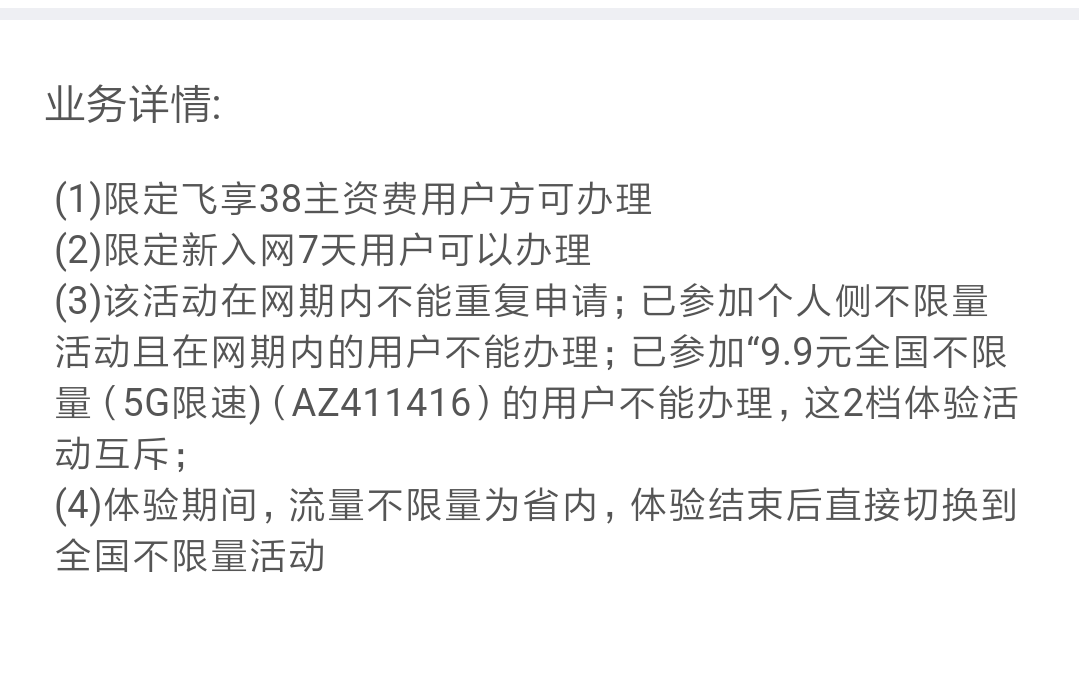 业务详情:
(1)限定飞享38主资费用户方可办理
(2)限定新入网7天用户可以办理
(3)该活动在网期内不能重复申请；已参加个人侧不限量
活动且在网期内的用户不能办理；已参加“9.9元全国不限
量（5G限速)（AZ411416）的用户不能办理，这2档体验活
动互斥；
(4)体验期间，流量不限量为省内，体验结束后直接切换到
全国不限量活动